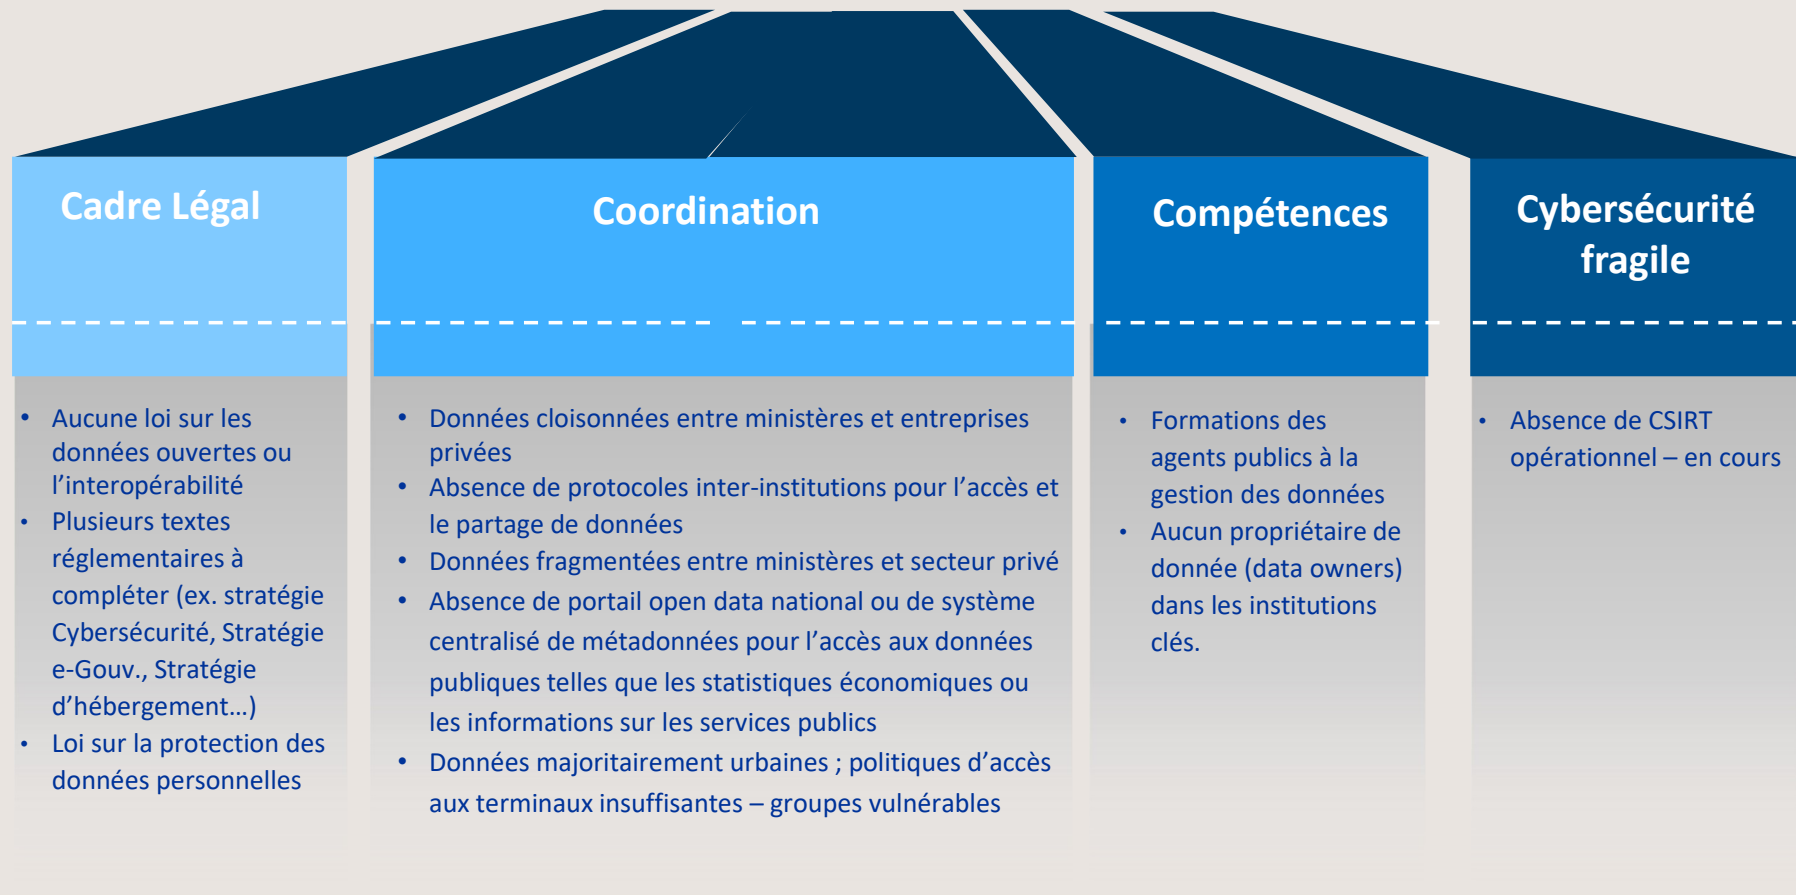 Cadre Légal
• Aucune loi sur les
données ouvertes ou
l’interopérabilité
• Plusieurs textes
réglementaires à
compléter (ex. stratégie
Cybersécurité, Stratégie
e-Gouv., Stratégie
d’hébergement…)
• Loi sur la protection des
données personnelles
Coordination
• Données cloisonnées entre ministères et entreprises
privées
• Absence de protocoles inter-institutions pour l’accès et
le partage de données
• Données fragmentées entre ministères et secteur privé
• Absence de portail open data national ou de système
centralisé de métadonnées pour l’accès aux données
publiques telles que les statistiques économiques ou
les informations sur les services publics
• Données majoritairement urbaines ; politiques d’accès
aux terminaux insuffisantes – groupes vulnérables
Compétences
• Formations des
agents publics à la
gestion des données
• Aucun propriétaire de
donnée (data owners)
dans les institutions
clés.
Cybersécurité
fragile
• Absence de CSIRT
opérationnel – en cours